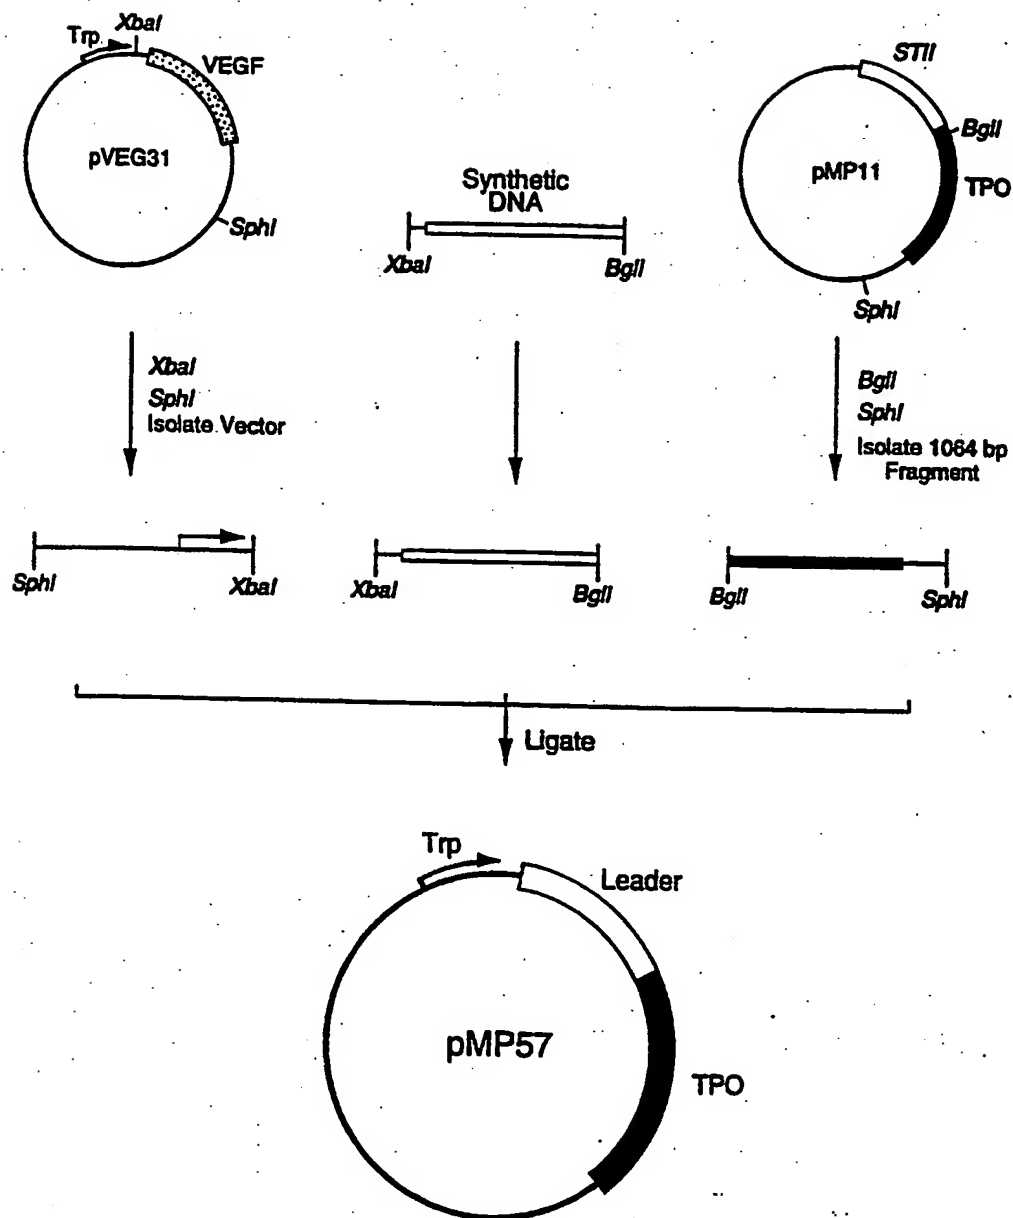 XbaI
Trp
VEGF
pVEG31
SphI
Synthetic
DNA
XbaI
BglI
STII
BglI
pMP11
TPO
SphI
XbaI
SphI
Isolate Vector
BglI
SphI
Isolate 1064 bp
Fragment
SphI
XbaI
XbaI
BglI
BglI
SphI
Ligate
Trp
Leader
pMP57
TPO